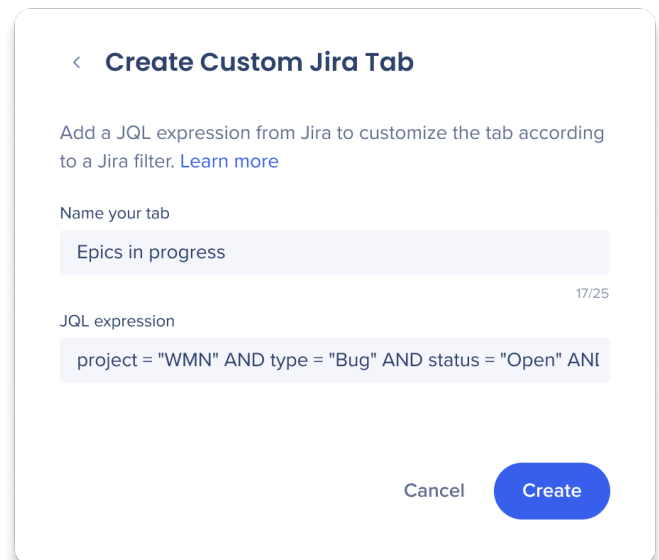 Create Custom Jira Tab
Add a JQL expression from Jira to customize the tab according
to a Jira filter. Learn more
Name your tab
Epics in progress
17/25
JQL expression
project = "WMN" AND type = "Bug" AND status = "Open" AND
Cancel
Create